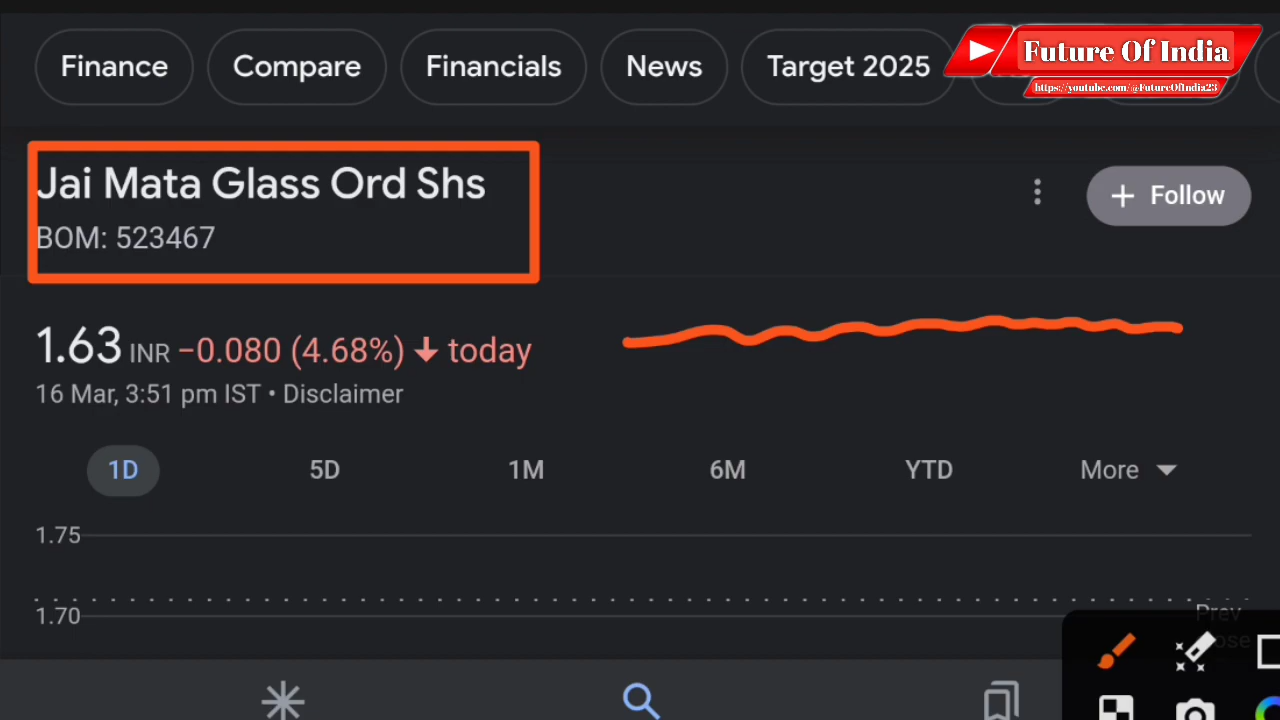 Finance Compare Financials News Target 2025
Future Of India
https://youtube.com/@FutureOfIndia23
Jai Mata Glass Ord Shs
BOM: 523467
+ Follow
1.63 INR −0.080 (4.68%) ↓ today
16 Mar, 3:51 pm IST • Disclaimer
1D 5D 1M 6M YTD More
1.75
1.70
Prev